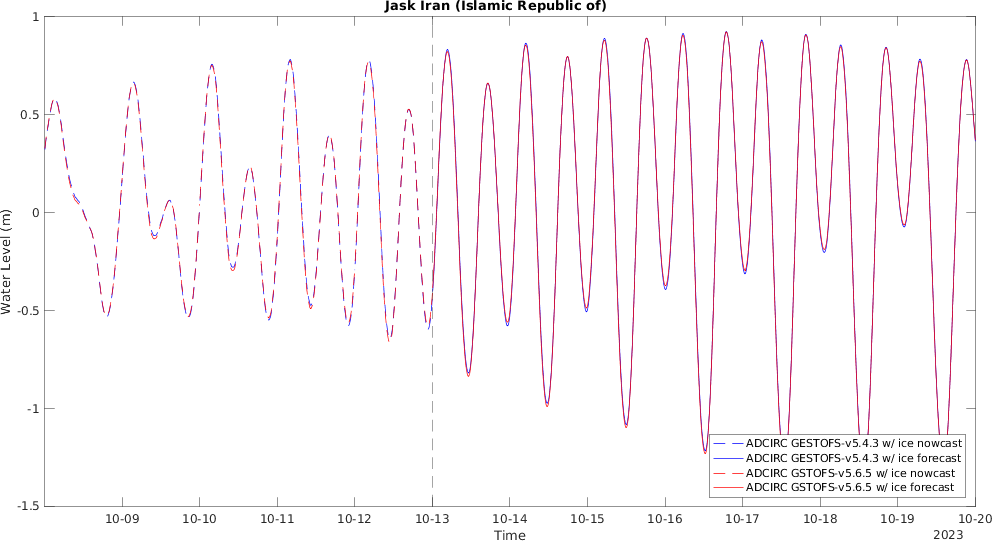 Jask Iran (Islamic Republic of)
Water Level (m)
1
0.5
0
-0.5
-1
-1.5
ADCIRC GESTOFS-v5.4.3 w/ ice nowcast
ADCIRC GESTOFS-v5.4.3 w/ ice forecast
ADCIRC GSTOFS-v5.6.5 w/ ice nowcast
ADCIRC GSTOFS-v5.6.5 w/ ice forecast
10-09 10-10 10-11 10-12 10-13 10-14 10-15 10-16 10-17 10-18 10-19 10-20
Time
2023